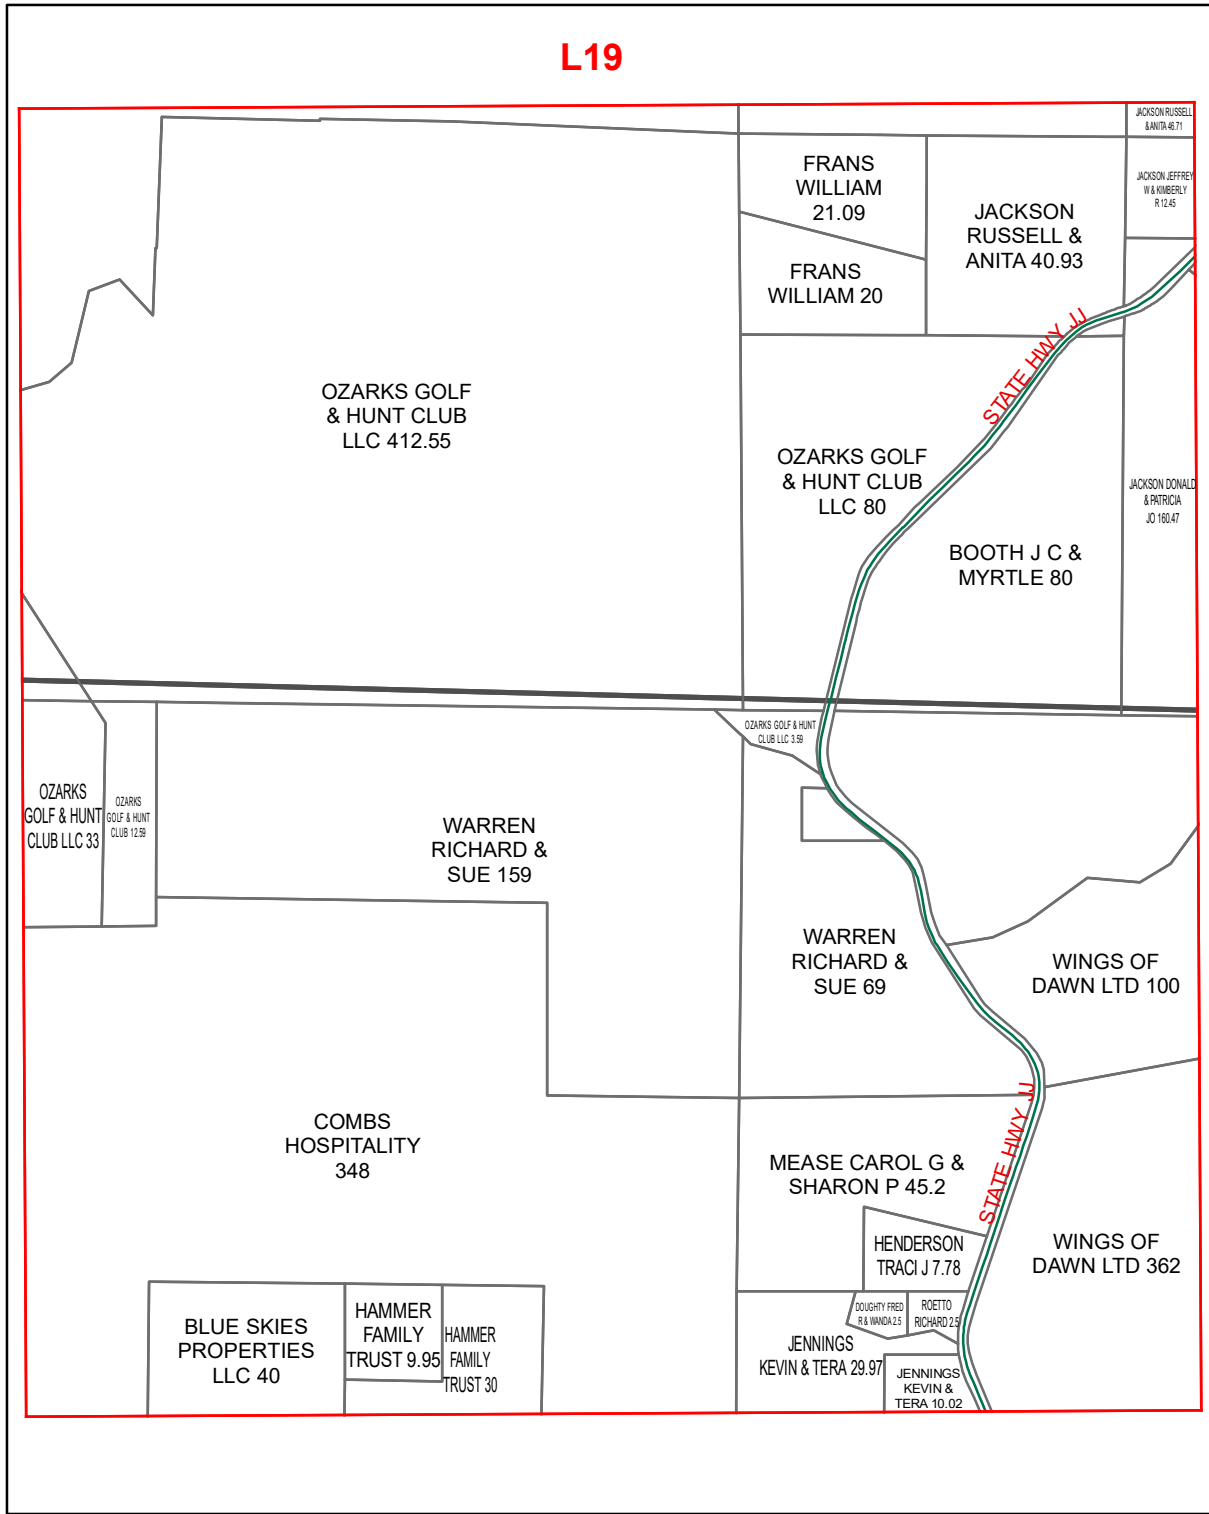 L19
JACKSON RUSSELL
& ANITA 46.71
FRANS
WILLIAM
21.09
JACKSON JEFFREY
W & KIMBERLY
R 12.45
JACKSON
RUSSELL &
ANITA 40.93
FRANS
WILLIAM 20
STATE HWY JJ
OZARKS GOLF
& HUNT CLUB
LLC 412.55
OZARKS GOLF
& HUNT CLUB
LLC 80
JACKSON DONALD
& PATRICIA
JO 160.47
BOOTH J C &
MYRTLE 80
OZARKS GOLF & HUNT
CLUB LLC 3.59
OZARKS
GOLF & HUNT
CLUB LLC 33
OZARKS
GOLF & HUNT
CLUB 12.59
WARREN
RICHARD &
SUE 159
WARREN
RICHARD &
SUE 69
WINGS OF
DAWN LTD 100
COMBS
HOSPITALITY
348
STATE HWY JJ
MEASE CAROL G &
SHARON P 45.2
HENDERSON
TRACI J 7.78
WINGS OF
DAWN LTD 362
BLUE SKIES
PROPERTIES
LLC 40
HAMMER
FAMILY
TRUST 9.95
HAMMER
FAMILY
TRUST 30
DOUGHTY FRED
R & WANDA 2.5
ROETTO
RICHARD 2.5
JENNINGS
KEVIN & TERA 29.97
JENNINGS
KEVIN &
TERA 10.02